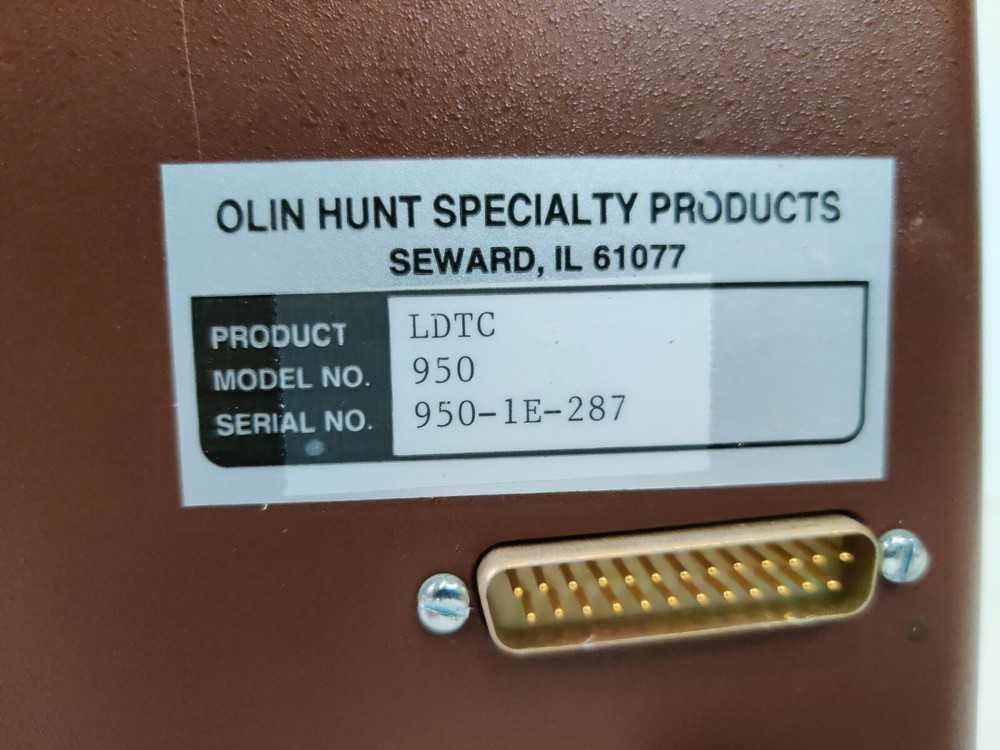 OLIN HUNT SPECIALTY PRODUCTS
SEWARD, IL 61077
PRODUCT LDTC
MODEL NO. 950
SERIAL NO. 950-1E-287